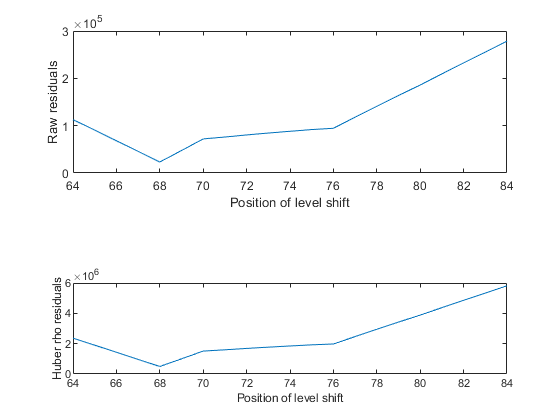 ×10^5
3
2
1
0
Raw residuals
64 66 68 70 72 74 76 78 80 82 84
Position of level shift
×10^6
6
4
2
0
Huber rho residuals
64 66 68 70 72 74 76 78 80 82 84
Position of level shift